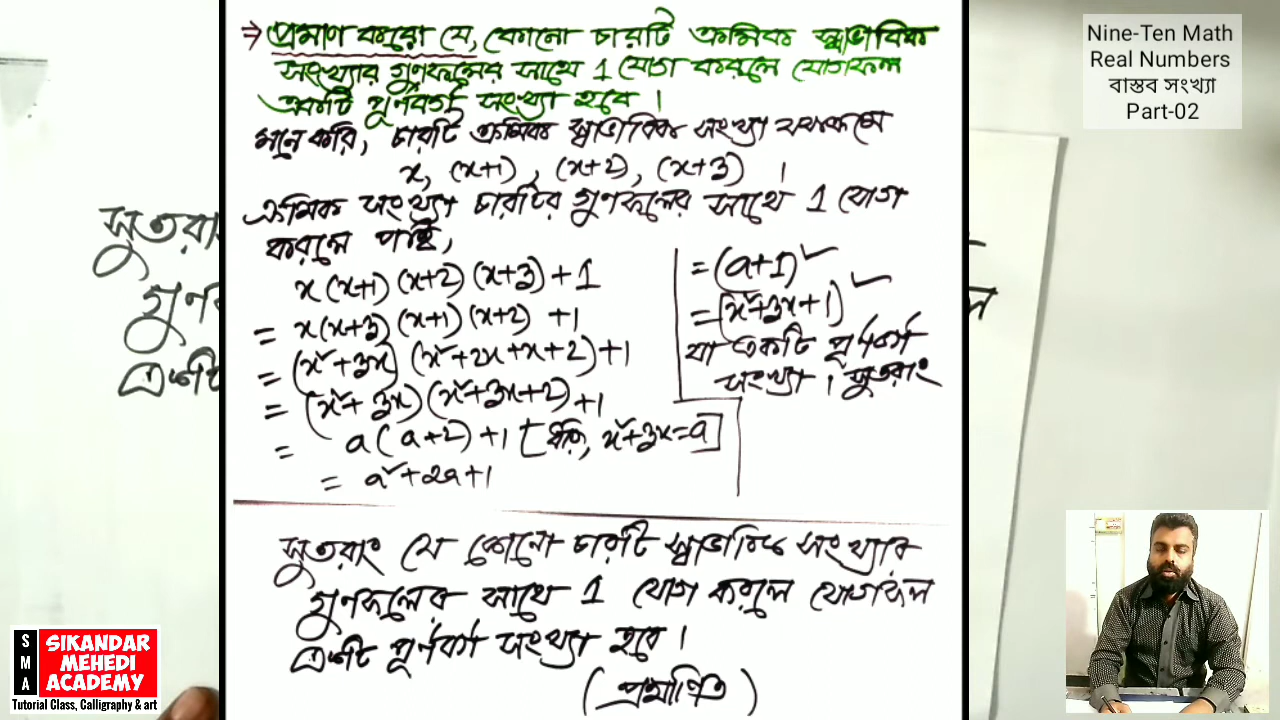 ⇒ প্রমাণ করো যে, কোনো চারটি ক্রমিক স্বাভাবিক
সংখ্যার গুণফলের সাথে 1 যোগ করলে যোগফল
একটি পূর্ণবর্গ সংখ্যা হবে ।
মনে করি, চারটি ক্রমিক স্বাভাবিক সংখ্যা যথাক্রমে
x, (x+1), (x+2), (x+3) ।
ক্রমিক সংখ্যা চারটির গুণফলের সাথে 1 যোগ
করলে পাই,
x(x+1)(x+2)(x+3)+1
= x(x+3)(x+1)(x+2)+1
= (x²+3x)(x²+2x+x+2)+1
= (x²+3x)(x²+3x+2)+1
= a(a+2)+1 [ধরি, x²+3x=a]
= a²+2a+1
= (a+1)²
= (x²+3x+1)²
যা একটি পূর্ণবর্গ
সংখ্যা । সুতরাং
সুতরাং যে কোনো চারটি স্বাভাবিক সংখ্যার
গুণফলের সাথে 1 যোগ করলে যোগফল
একটি পূর্ণবর্গ সংখ্যা হবে ।
(প্রমাণিত)
Nine-Ten Math
Real Numbers
বাস্তব সংখ্যা
Part-02
সুতরাং
SMA
SIKANDAR
MEHEDI
ACADEMY
Tutorial Class, Calligraphy & art